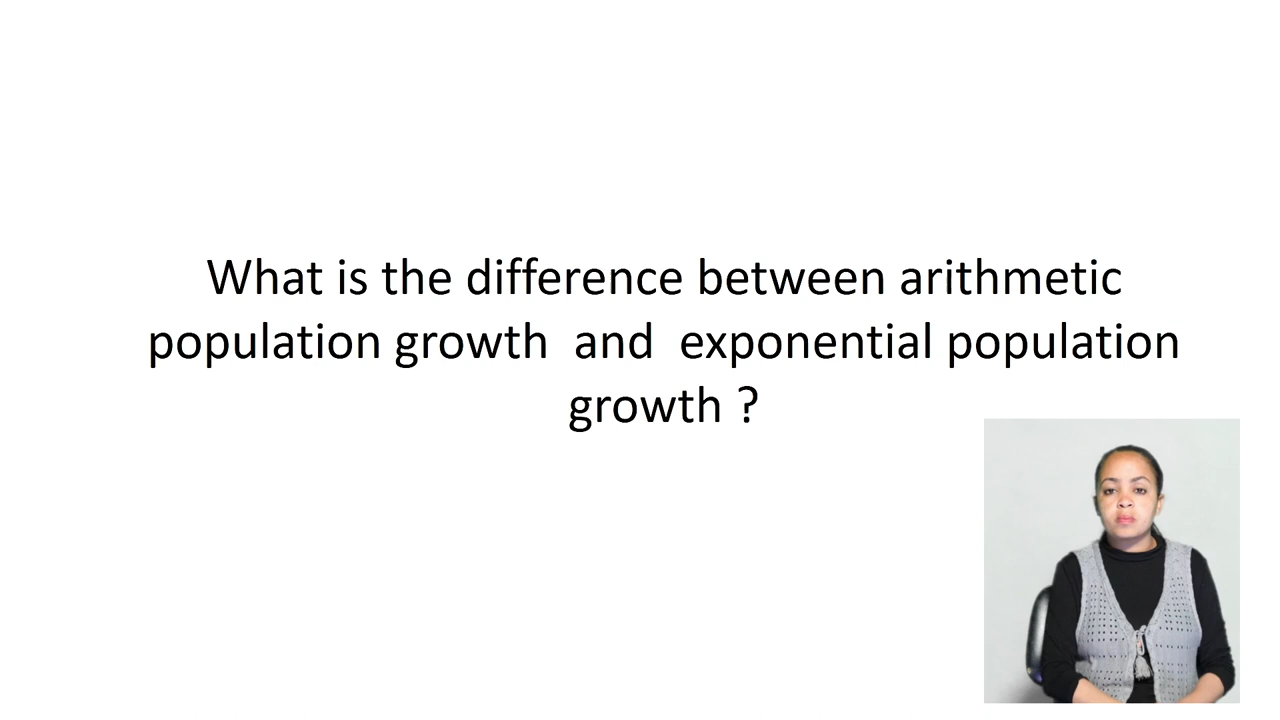 What is the difference between arithmetic
population growth  and  exponential population
growth ?